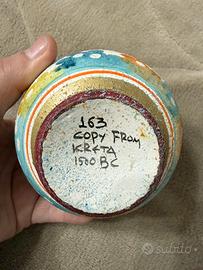 163
COPY FROM
KRETA
1500 BC
subito